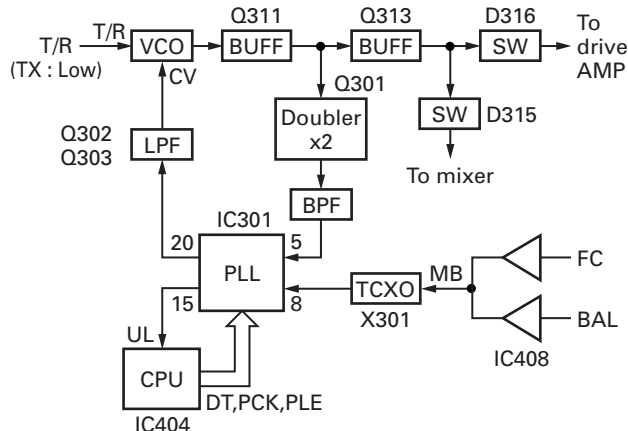 Q311
Q313
D316
T/R
T/R
VCO
BUFF
BUFF
SW
To
drive
AMP
(TX : Low)
CV
Q301
Q302
Q303
LPF
Doubler
x2
SW
D315
To mixer
BPF
IC301
20
5
PLL
15
8
TCXO
X301
MB
FC
BAL
IC408
UL
CPU
DT,PCK,PLE
IC404